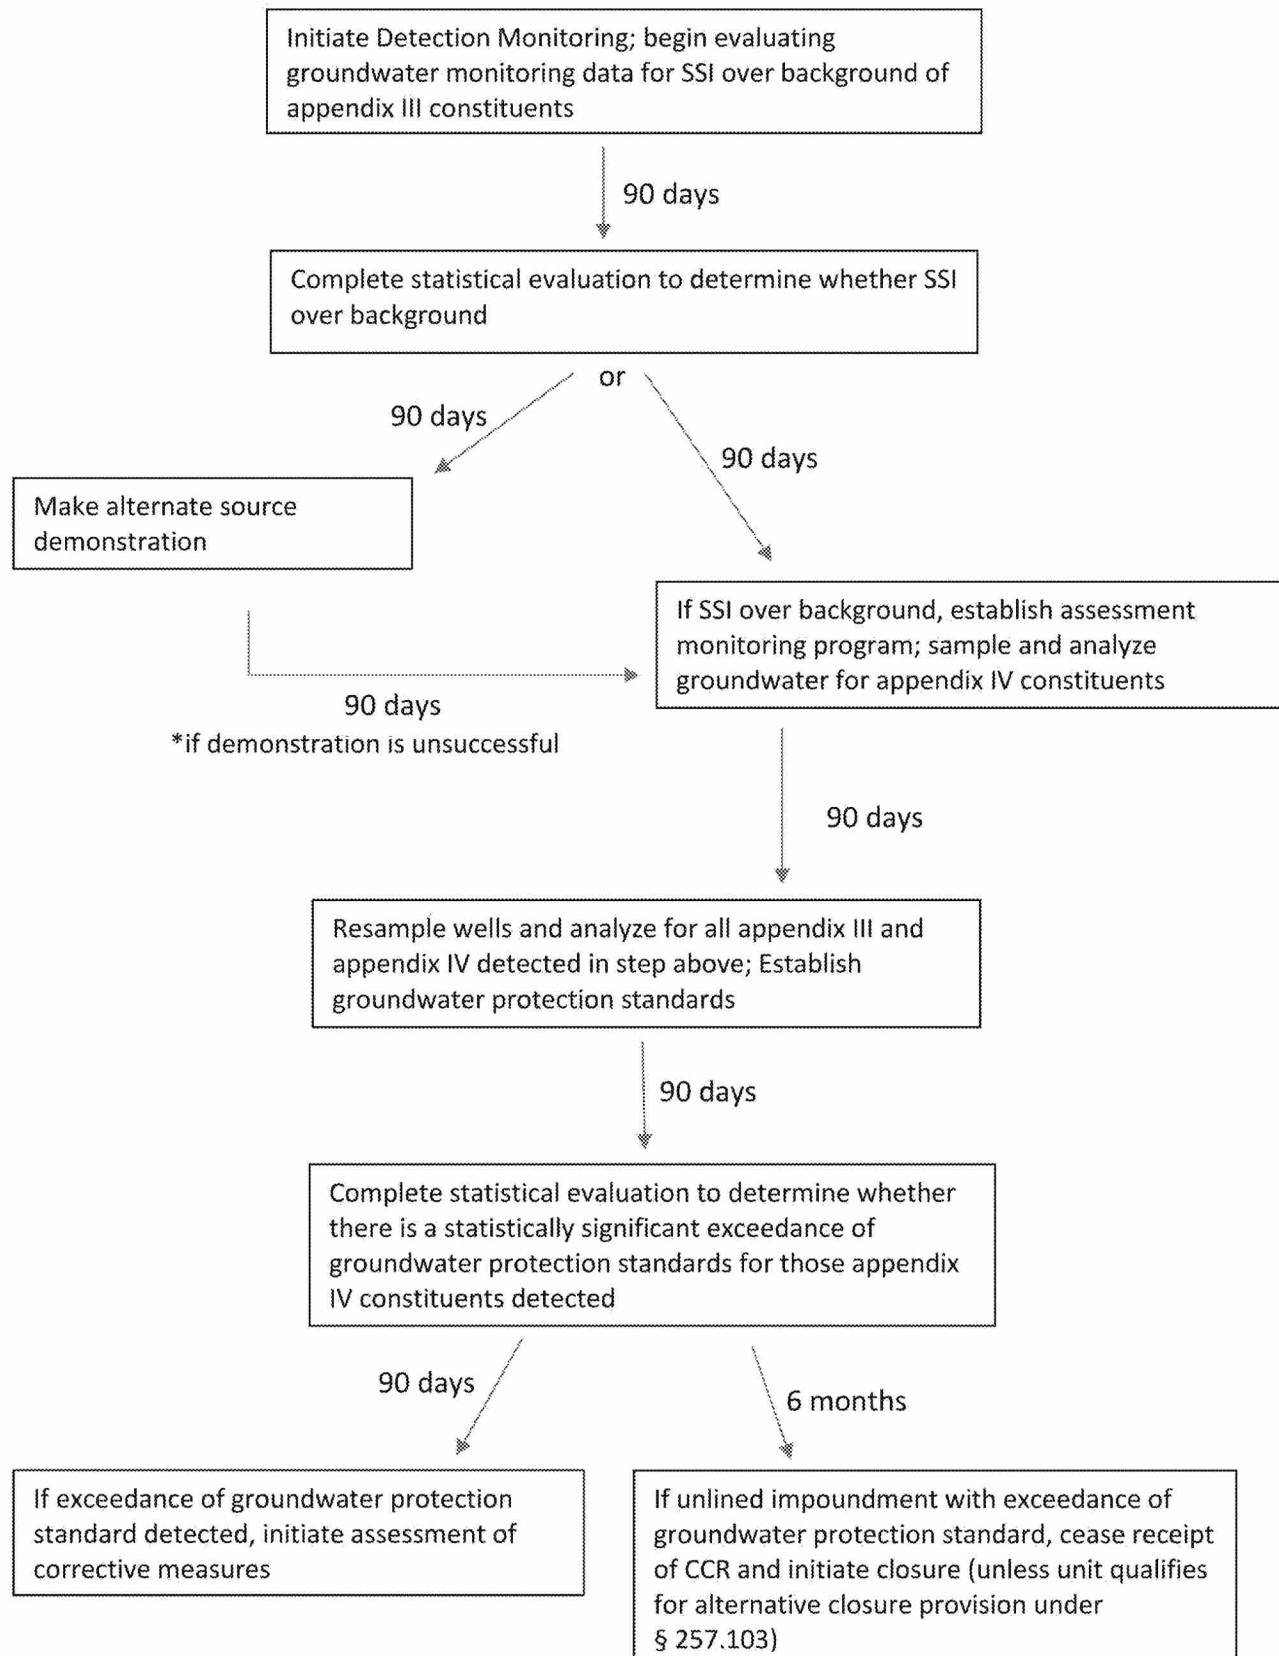 Initiate Detection Monitoring; begin evaluating
groundwater monitoring data for SSI over background of
appendix III constituents
90 days
Complete statistical evaluation to determine whether SSI
over background
or
90 days
90 days
Make alternate source
demonstration
If SSI over background, establish assessment
monitoring program; sample and analyze
groundwater for appendix IV constituents
90 days
*if demonstration is unsuccessful
90 days
Resample wells and analyze for all appendix III and
appendix IV detected in step above; Establish
groundwater protection standards
90 days
Complete statistical evaluation to determine whether
there is a statistically significant exceedance of
groundwater protection standards for those appendix
IV constituents detected
90 days
6 months
If exceedance of groundwater protection
standard detected, initiate assessment of
corrective measures
If unlined impoundment with exceedance of
groundwater protection standard, cease receipt
of CCR and initiate closure (unless unit qualifies
for alternative closure provision under
§ 257.103)